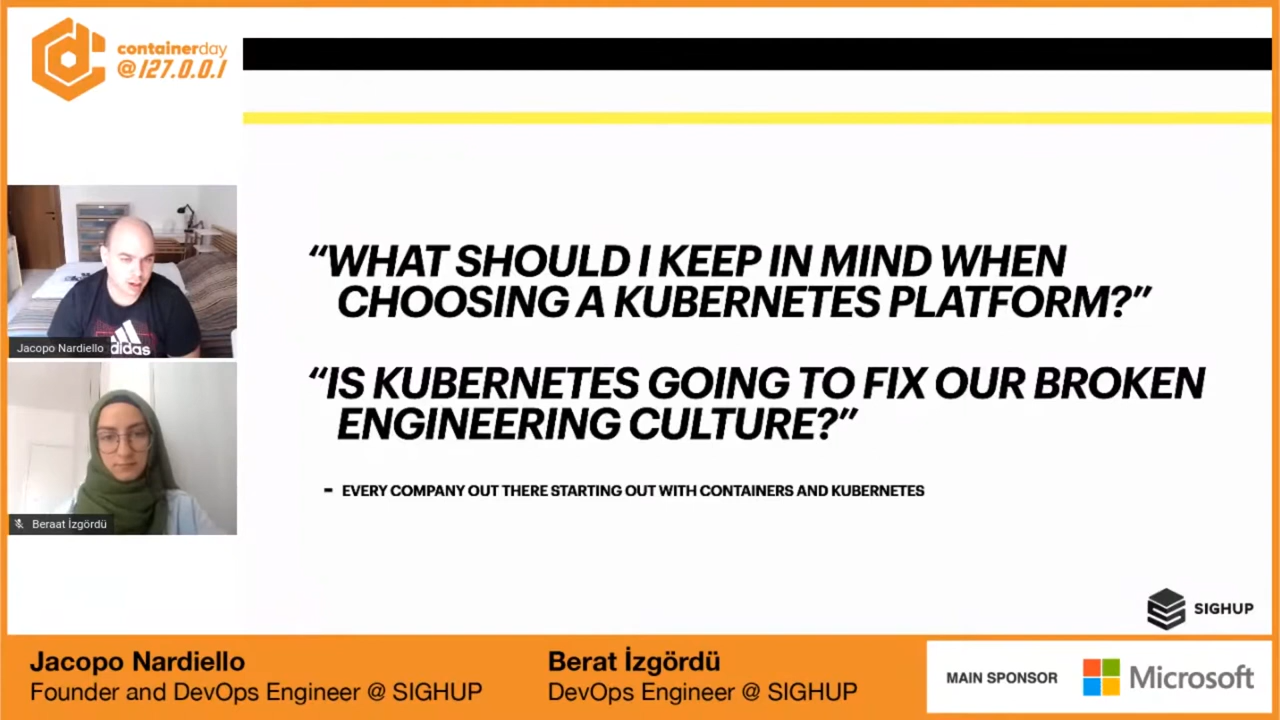 containerday
@127.0.0.1
“WHAT SHOULD I KEEP IN MIND WHEN
CHOOSING A KUBERNETES PLATFORM?”
“IS KUBERNETES GOING TO FIX OUR BROKEN
ENGINEERING CULTURE?”
- EVERY COMPANY OUT THERE STARTING OUT WITH CONTAINERS AND KUBERNETES
adidas
Jacopo Nardiello
Beraat İzgördü
SIGHUP
Jacopo Nardiello
Founder and DevOps Engineer @ SIGHUP
Berat İzgördü
DevOps Engineer @ SIGHUP
MAIN SPONSOR
Microsoft